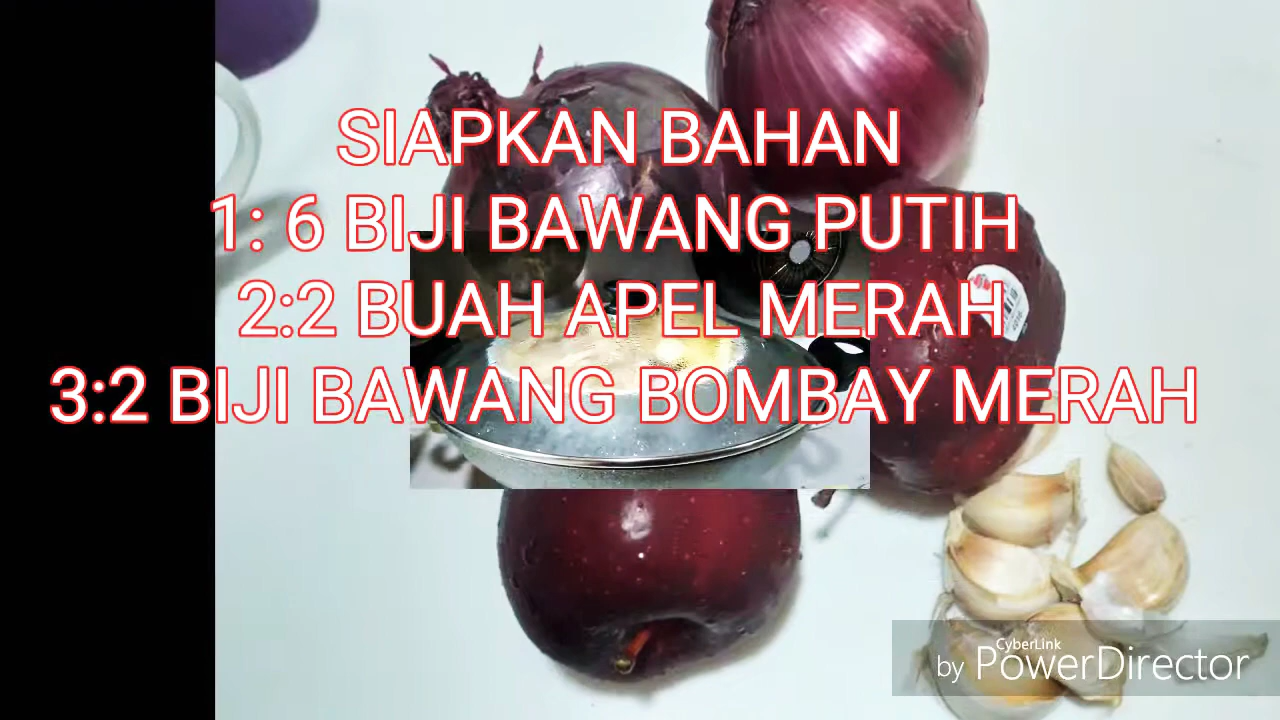 SIAPKAN BAHAN
1: 6 BIJI BAWANG PUTIH
2:2 BUAH APEL MERAH
3:2 BIJI BAWANG BOMBAY MERAH
CyberLink
by PowerDirector